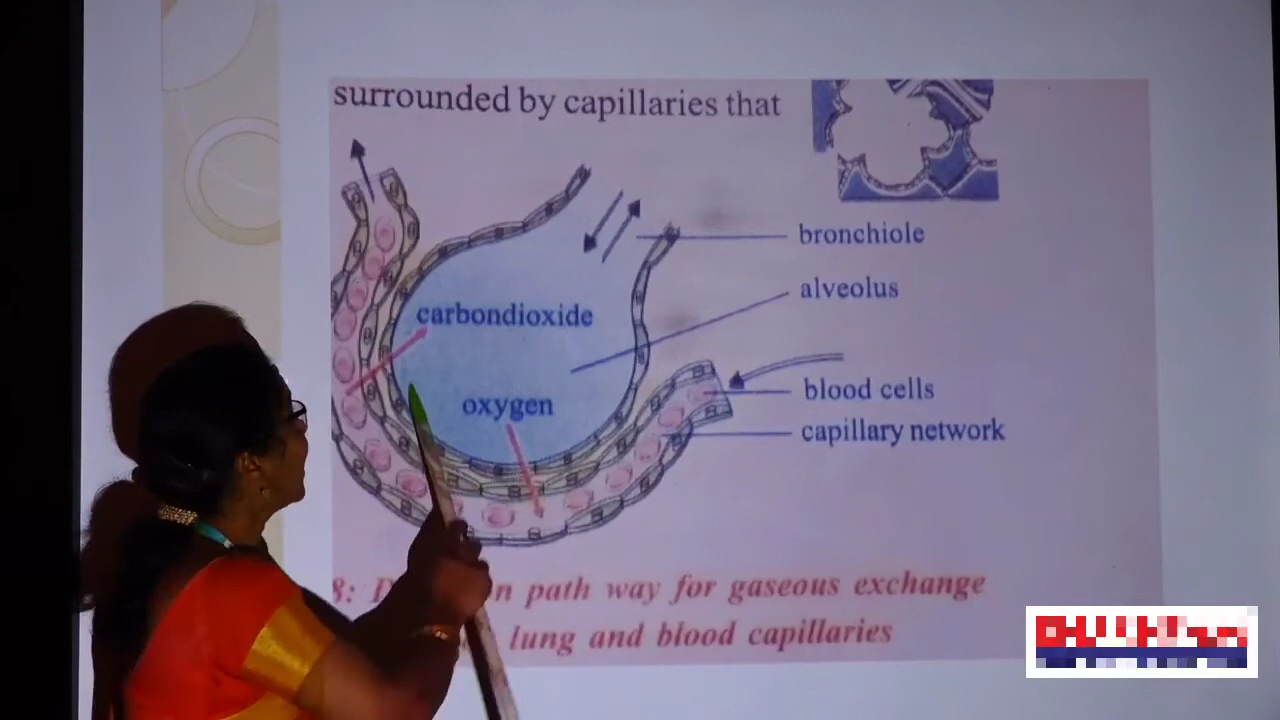 surrounded by capillaries that
bronchiole
carbondioxide
alveolus
oxygen
blood cells
capillary network
8: path way for gaseous exchange
lung and blood capillaries